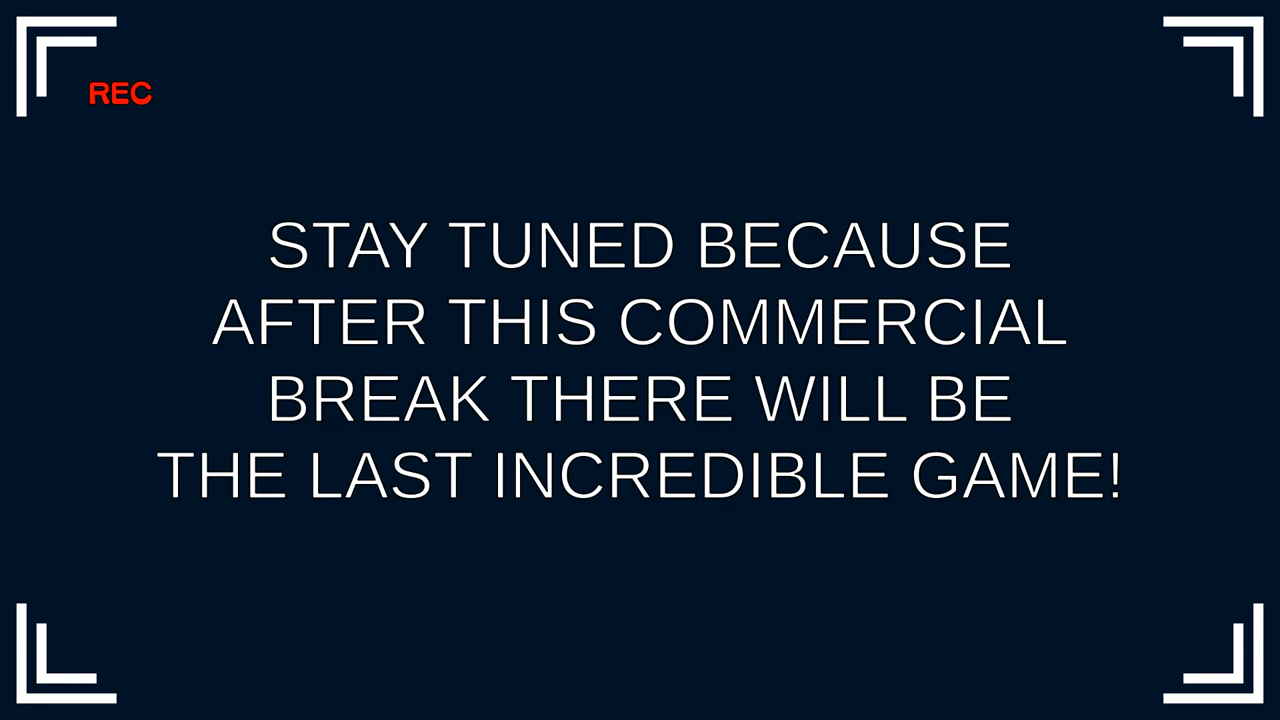 REC
STAY TUNED BECAUSE
AFTER THIS COMMERCIAL
BREAK THERE WILL BE
THE LAST INCREDIBLE GAME!